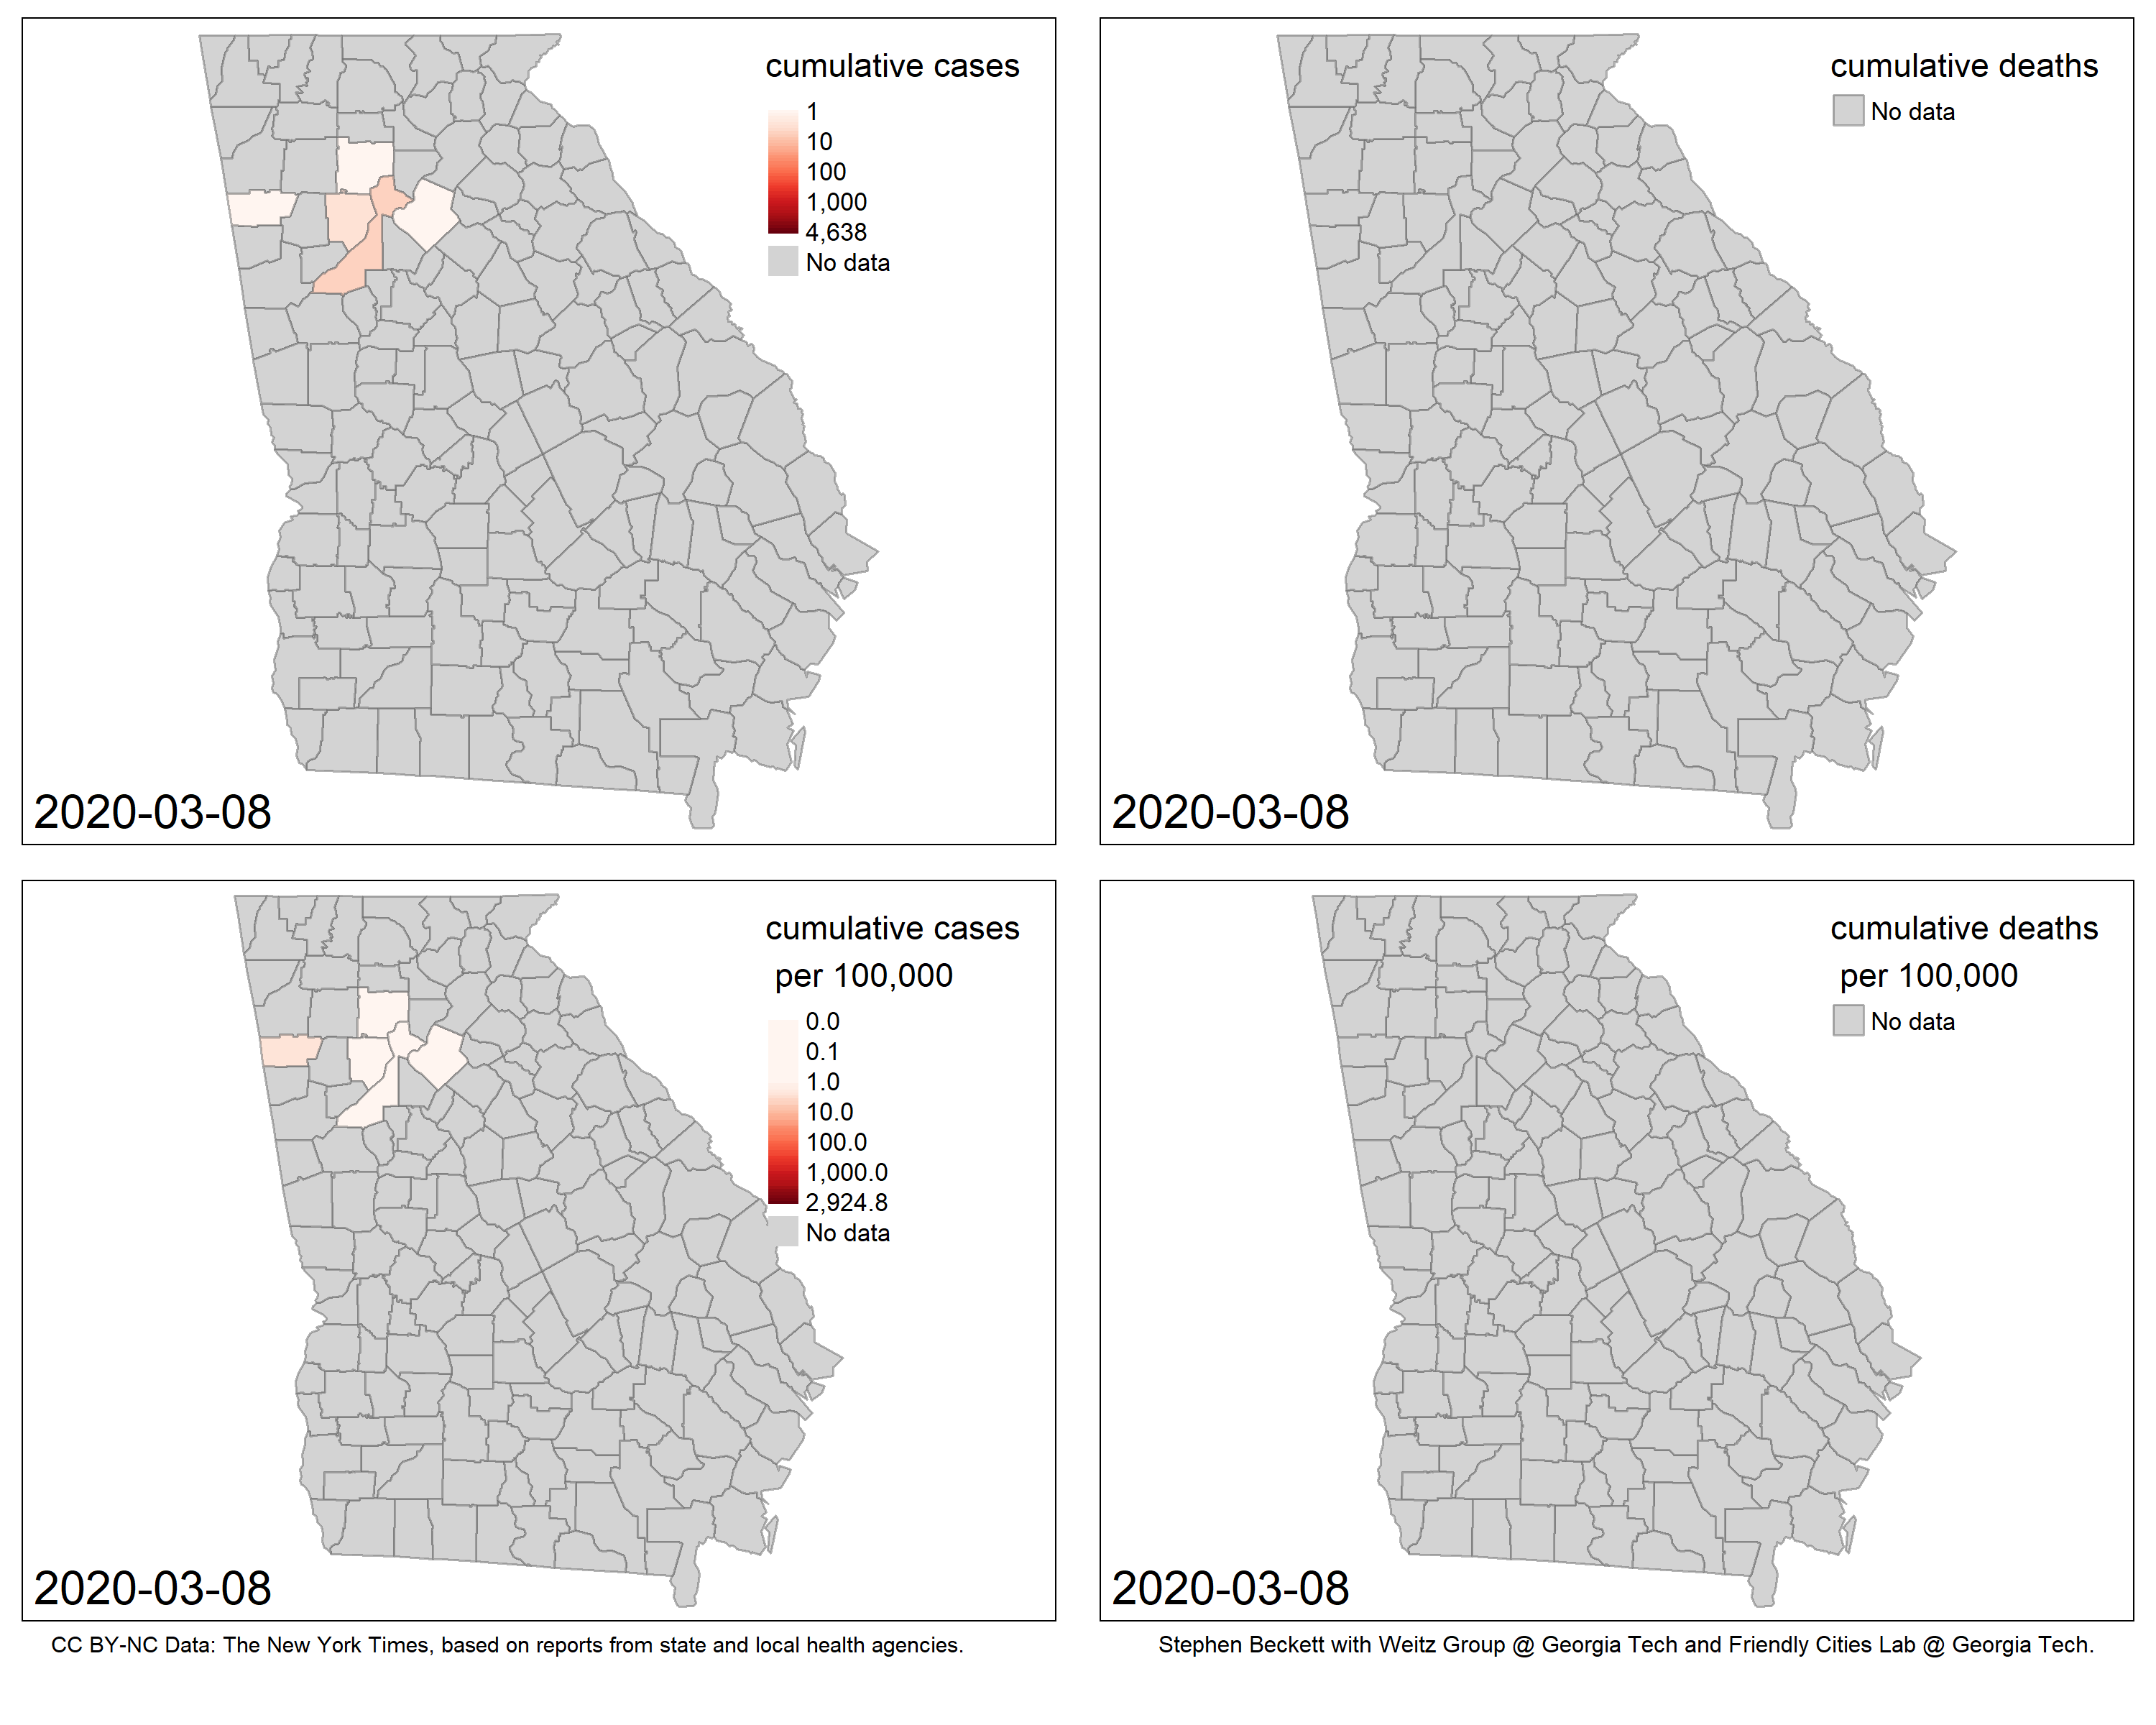 cumulative cases
1
10
100
1,000
4,638
No data
2020-03-08
cumulative deaths
No data
2020-03-08
cumulative cases
per 100,000
0.0
0.1
1.0
10.0
100.0
1,000.0
2,924.8
No data
2020-03-08
cumulative deaths
per 100,000
No data
2020-03-08
CC BY-NC Data: The New York Times, based on reports from state and local health agencies.
Stephen Beckett with Weitz Group @ Georgia Tech and Friendly Cities Lab @ Georgia Tech.